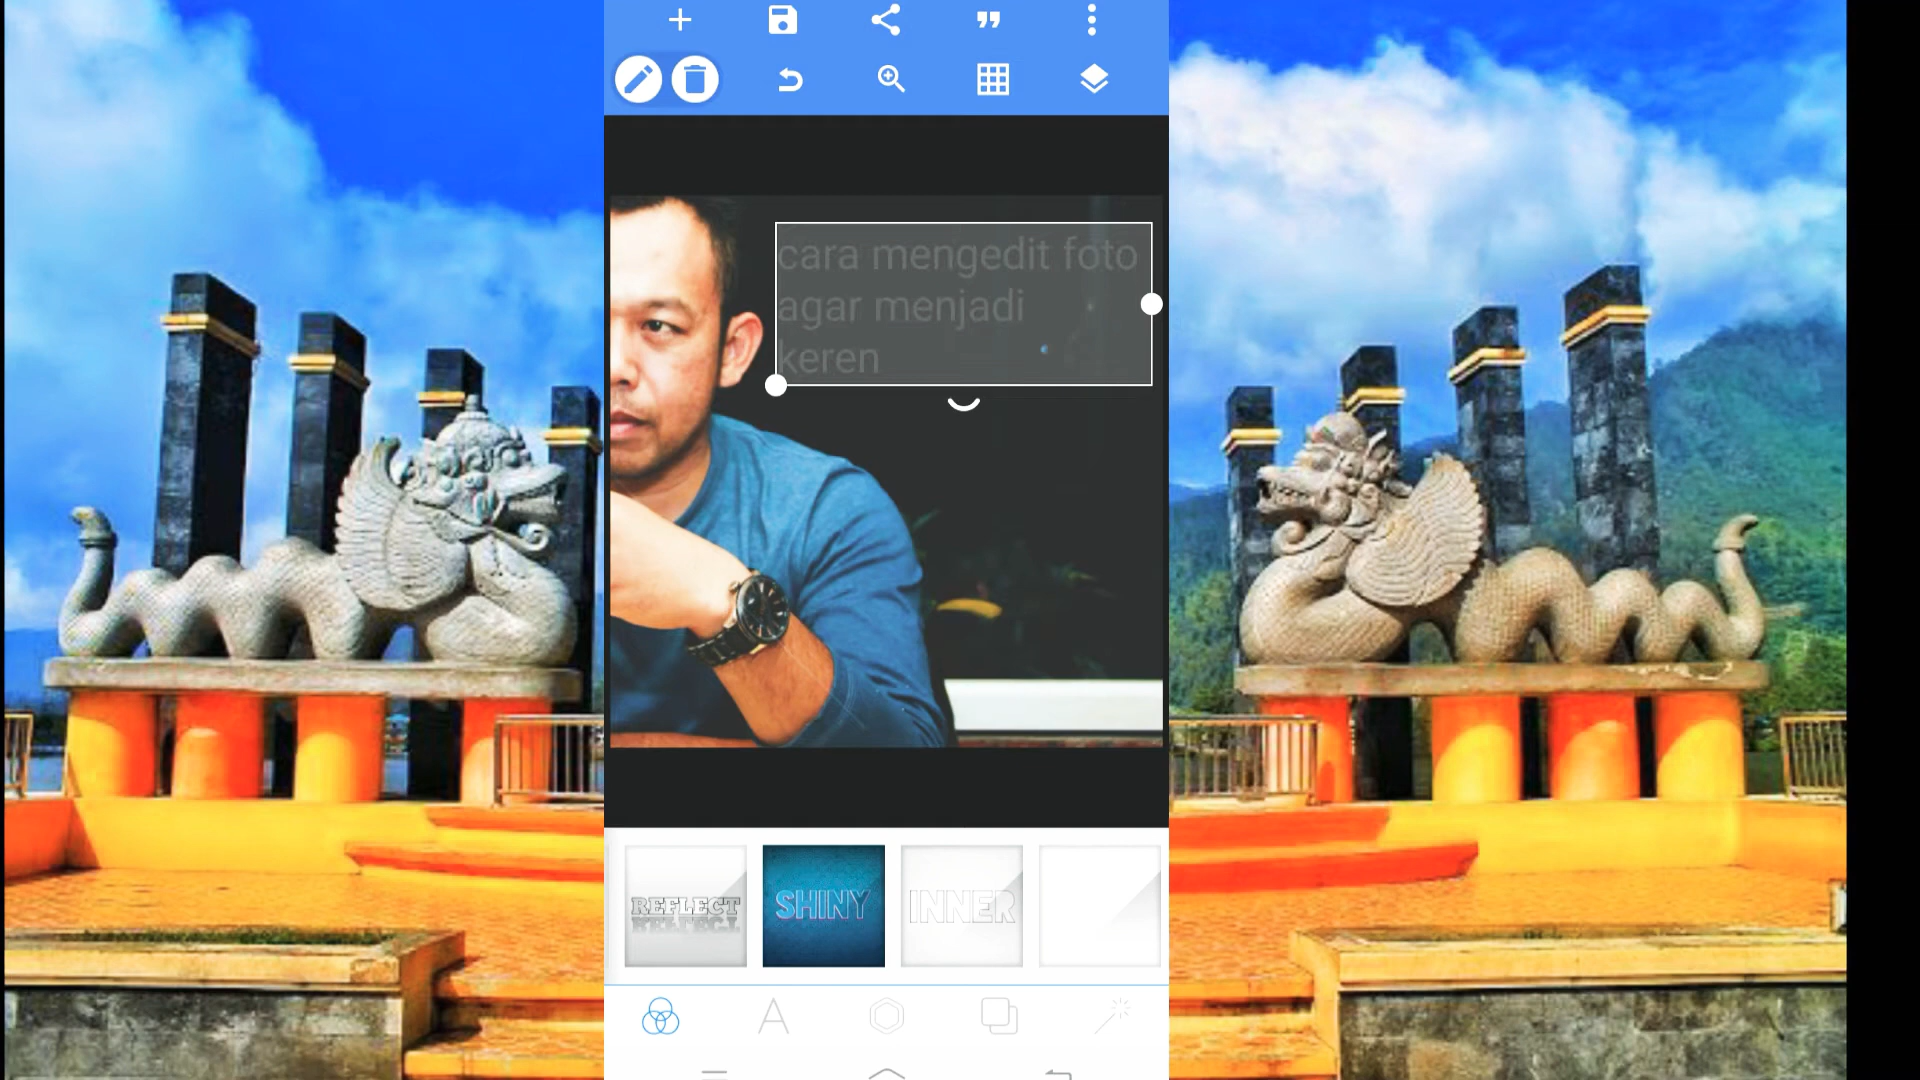 cara mengedit foto
agar menjadi
keren
REFLECT
SHINY
INNER